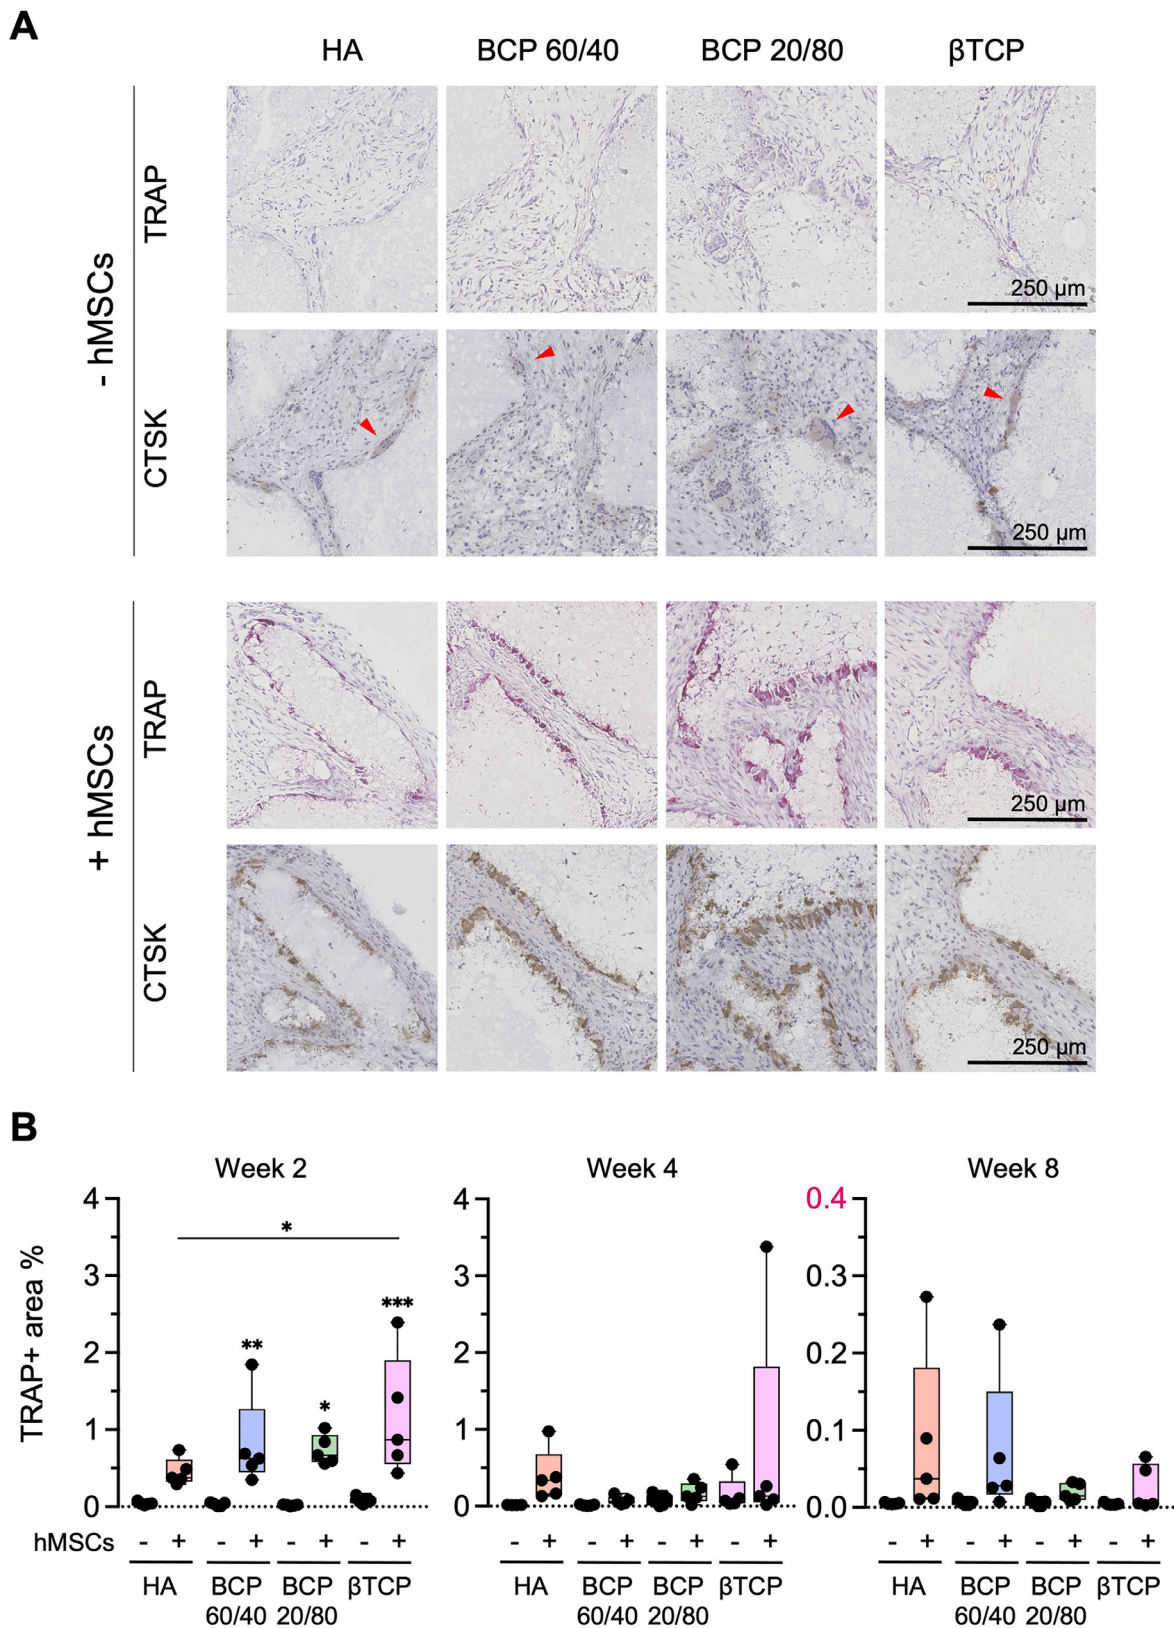 A
HA BCP 60/40 BCP 20/80 βTCP
- hMSCs
TRAP
250 µm
CTSK
250 µm
+ hMSCs
TRAP
250 µm
CTSK
250 µm
B
Week 2 Week 4 Week 8
TRAP+ area %
4 4 0.4
3 3 0.3
2 2 0.2
1 1 0.1
0 0 0.0
*
** * ***
hMSCs - + - + - + - + - + - + - + - + - + - + - + - +
HA BCP BCP βTCP HA BCP BCP βTCP HA BCP BCP βTCP
60/40 20/80 60/40 20/80 60/40 20/80